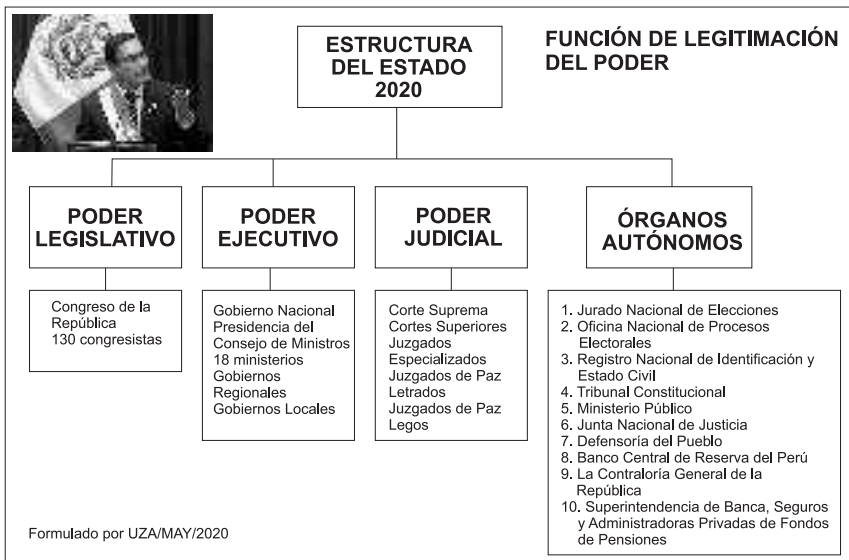 ESTRUCTURA
DEL ESTADO
2020
FUNCIÓN DE LEGITIMACIÓN
DEL PODER
PODER
LEGISLATIVO
Congreso de la
República
130 congresistas
PODER
EJECUTIVO
Gobierno Nacional
Presidencia del
Consejo de Ministros
18 ministerios
Gobiernos
Regionales
Gobiernos Locales
PODER
JUDICIAL
Corte Suprema
Cortes Superiores
Juzgados
Especializados
Juzgados de Paz
Letrados
Juzgados de Paz
Legos
ÓRGANOS
AUTÓNOMOS
1. Jurado Nacional de Elecciones
2. Oficina Nacional de Procesos
Electorales
3. Registro Nacional de Identificación y
Estado Civil
4. Tribunal Constitucional
5. Ministerio Público
6. Junta Nacional de Justicia
7. Defensoría del Pueblo
8. Banco Central de Reserva del Perú
9. La Contraloría General de la
República
10. Superintendencia de Banca, Seguros
y Administradoras Privadas de Fondos
de Pensiones
Formulado por UZA/MAY/2020